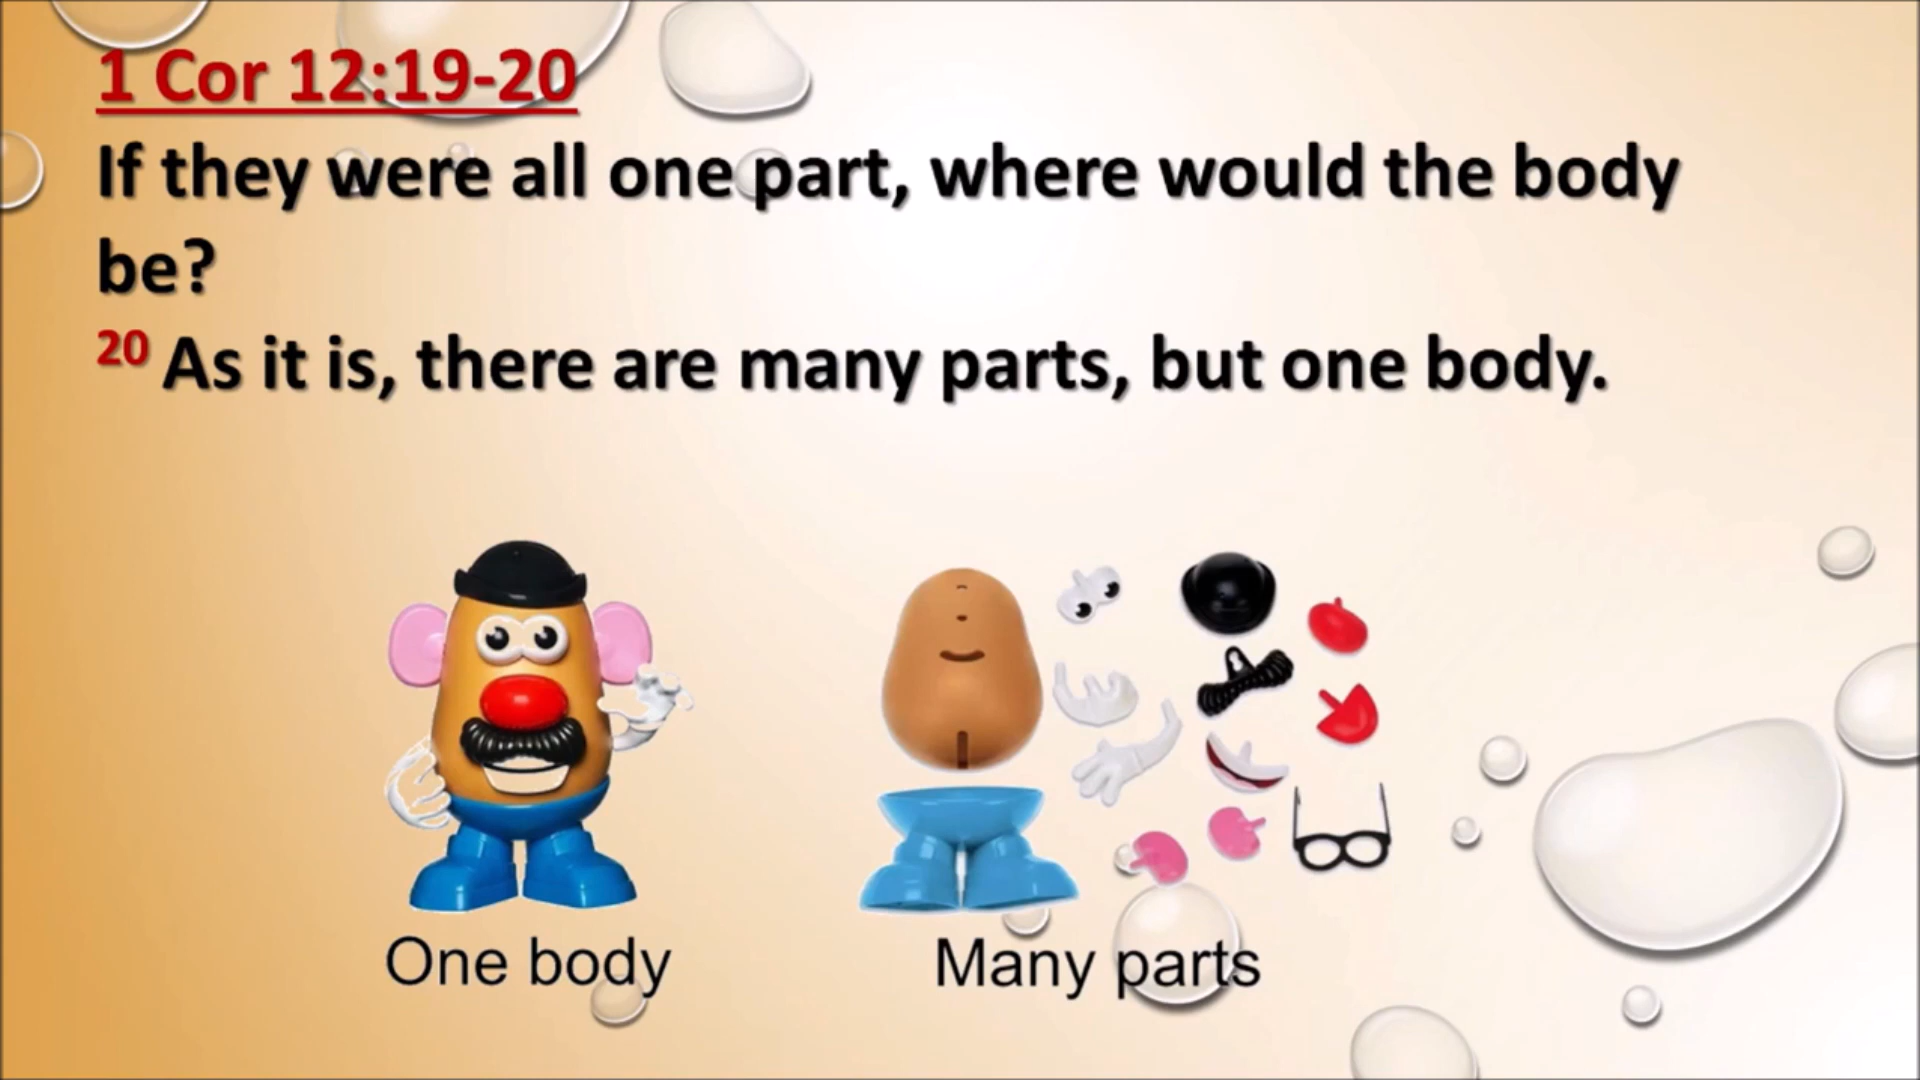 1 Cor 12:19-20
If they were all one part, where would the body
be?
20 As it is, there are many parts, but one body.
One body
Many parts